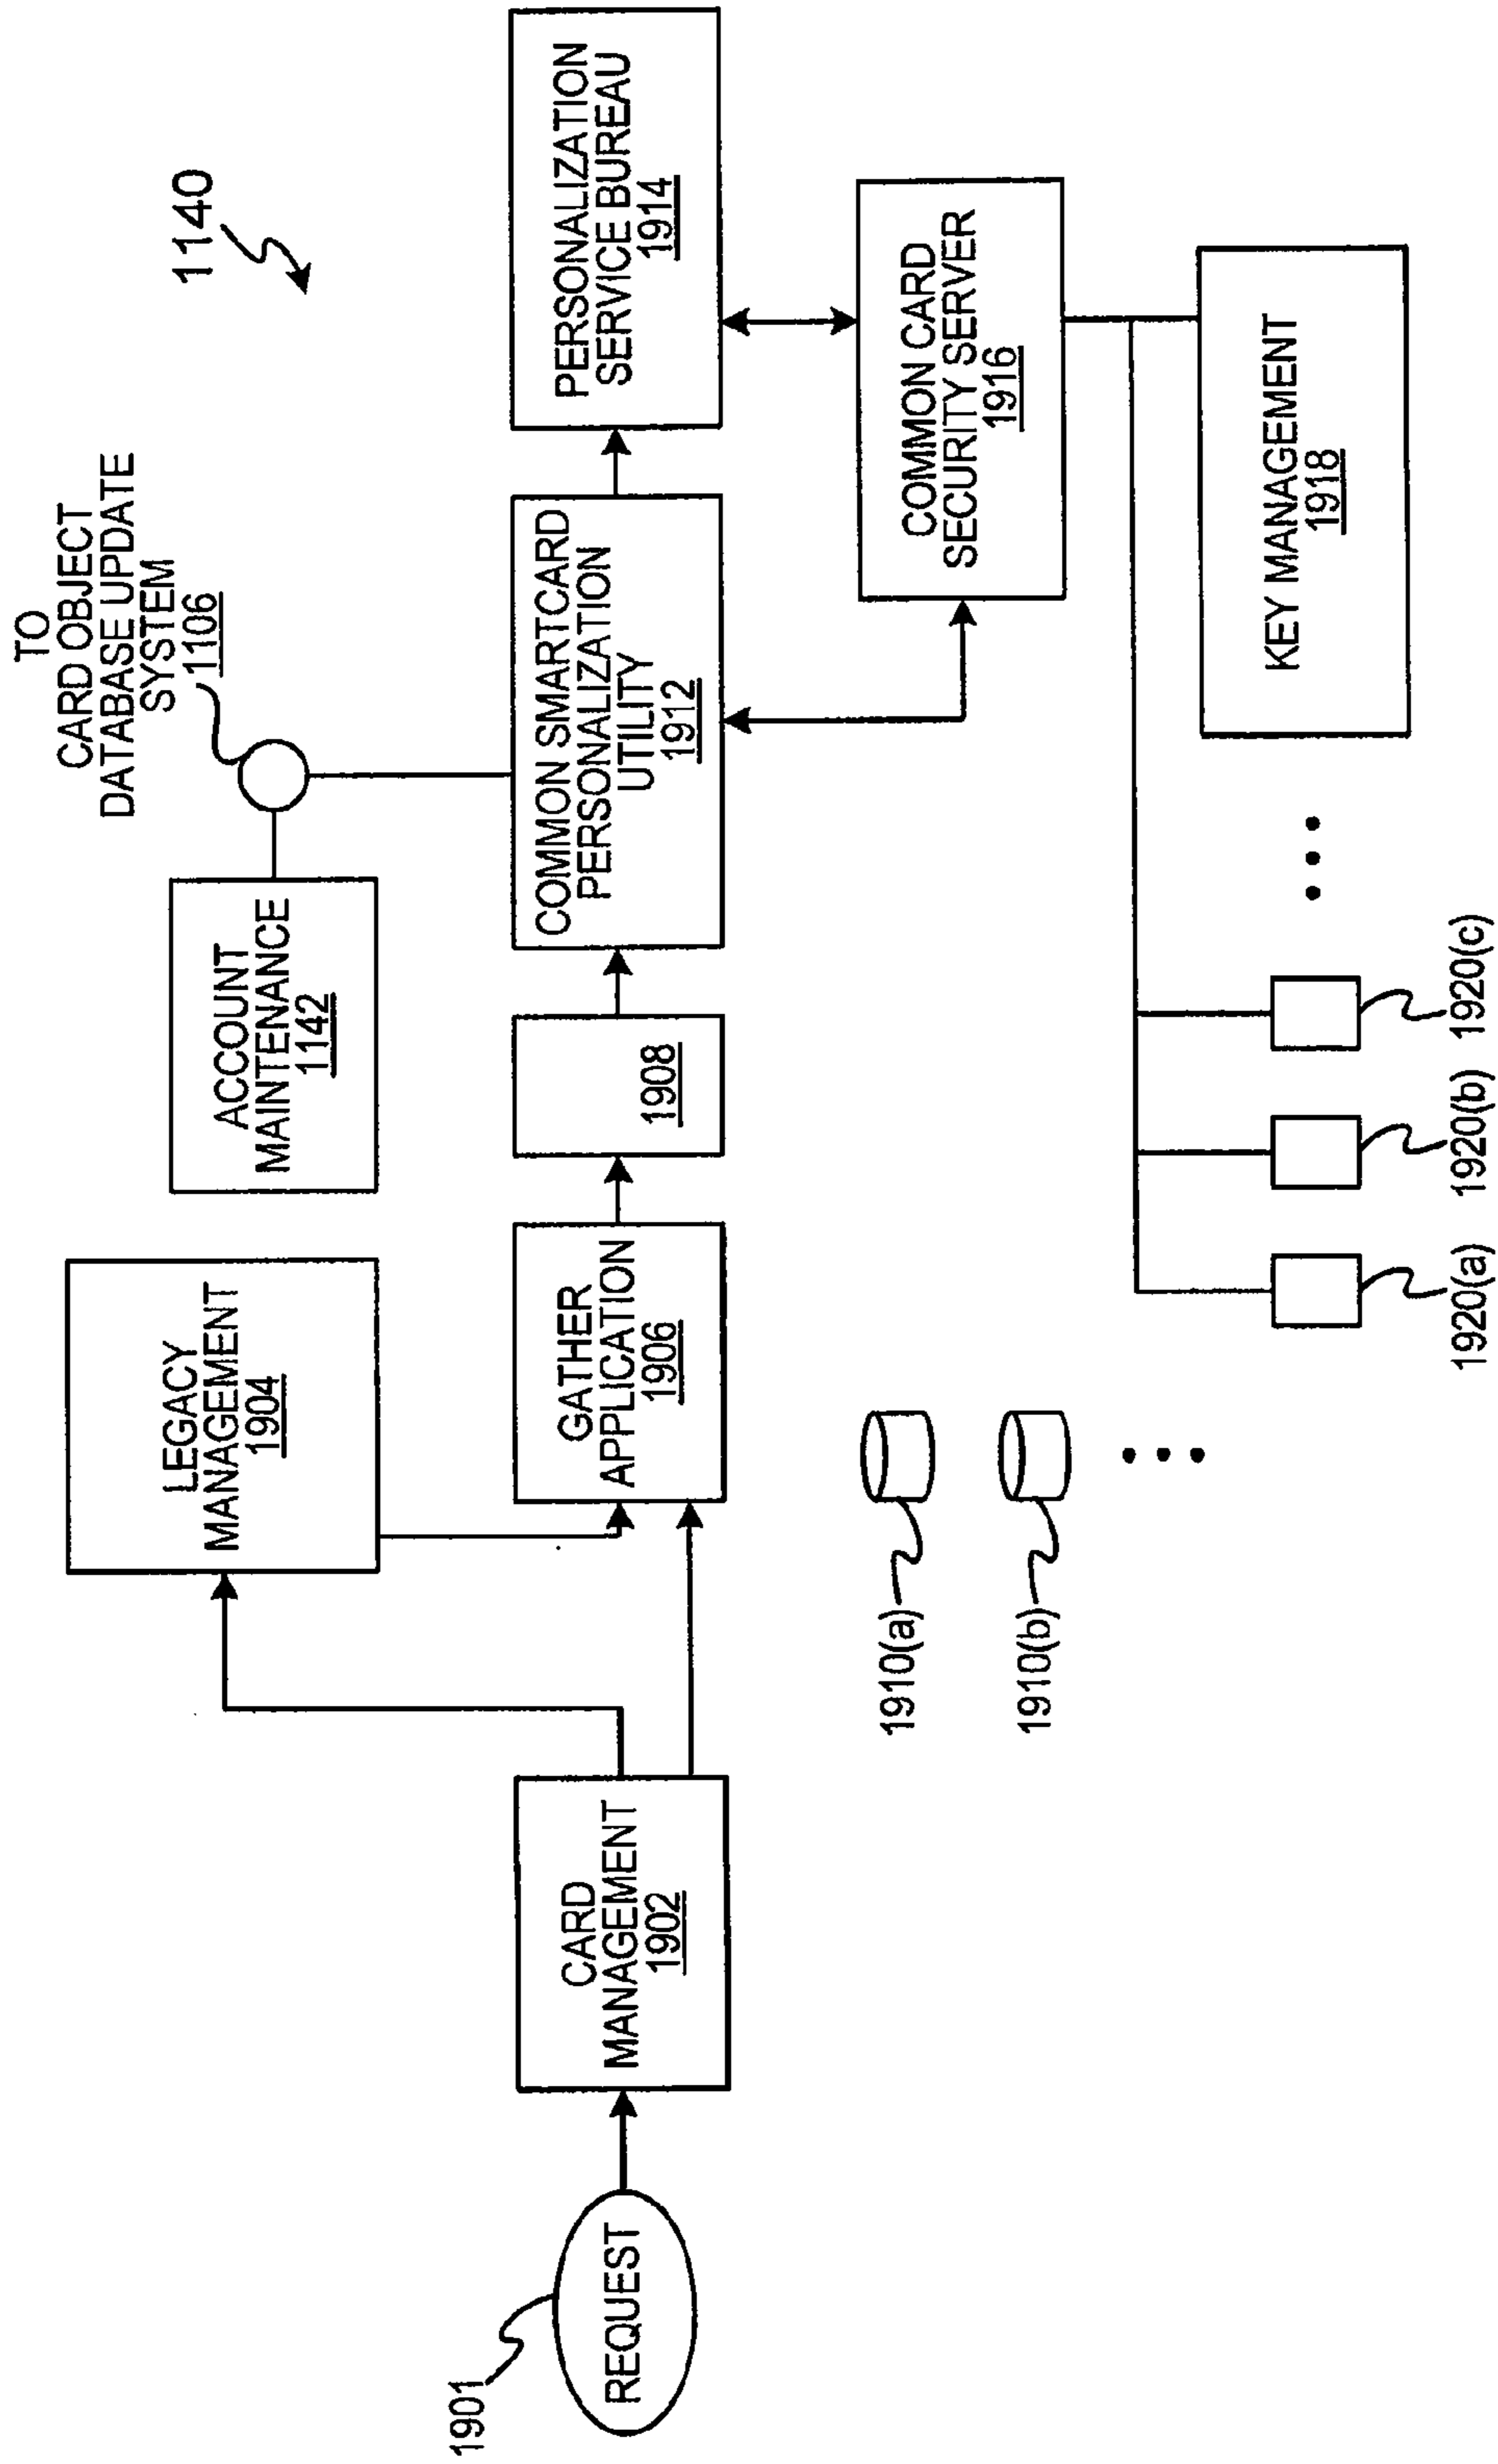 1140
TO
CARD OBJECT
DATABASE UPDATE
SYSTEM
1106
ACCOUNT
MAINTENANCE
1142
LEGACY
MANAGEMENT
1904
1901
REQUEST
CARD
MANAGEMENT
1902
GATHER
APPLICATION
1906
1908
COMMON SMARTCARD
PERSONALIZATION
UTILITY
1912
PERSONALIZATION
SERVICE BUREAU
1914
COMMON CARD
SECURITY SERVER
1916
KEY MANAGEMENT
1918
1910(a)
1910(b)
1920(a)
1920(b)
1920(c)